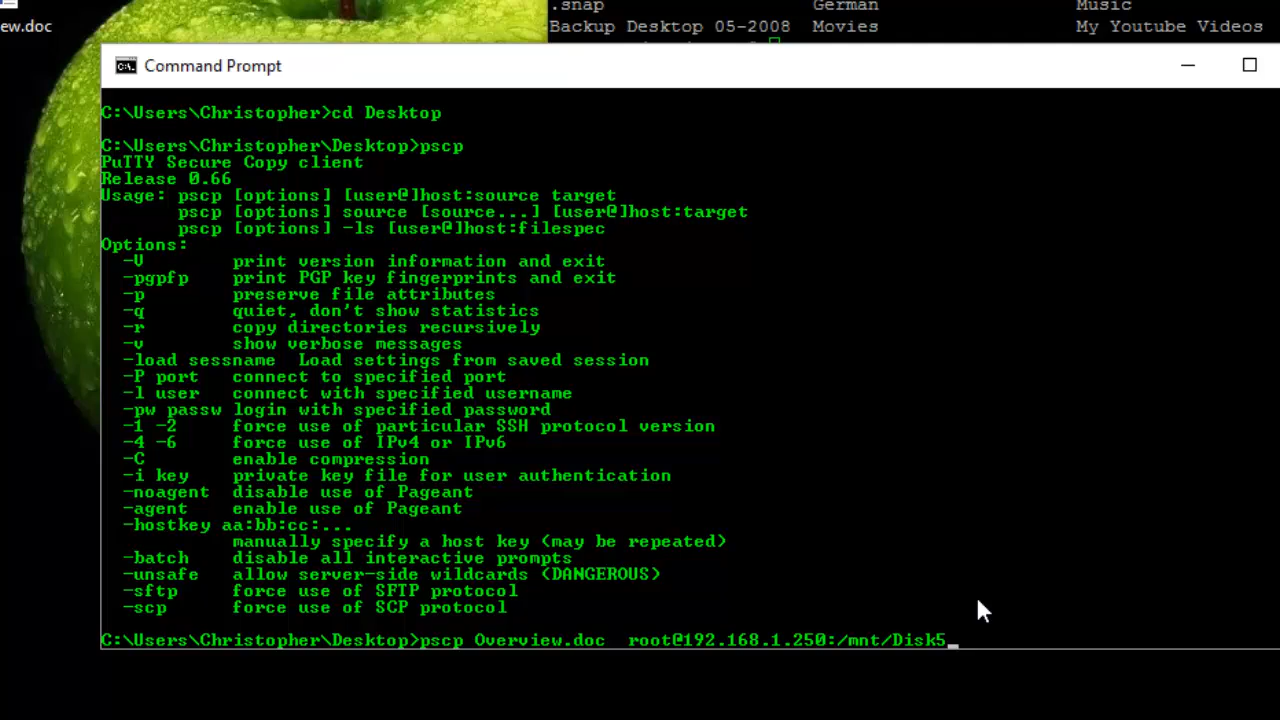 ew.doc
.snap German Music
Backup Desktop 05-2008 Movies My Youtube Videos
Command Prompt
C:\Users\Christopher>cd Desktop
C:\Users\Christopher\Desktop>pscp
PuTTY Secure Copy client
Release 0.66
Usage: pscp [options] [user@]host:source target
pscp [options] source [source...] [user@]host:target
pscp [options] -ls [user@]host:filespec
Options:
-V print version information and exit
-pgpfp print PGP key fingerprints and exit
-p preserve file attributes
-q quiet, don't show statistics
-r copy directories recursively
-v show verbose messages
-load sessname Load settings from saved session
-P port connect to specified port
-l user connect with specified username
-pw passw login with specified password
-1 -2 force use of particular SSH protocol version
-4 -6 force use of IPv4 or IPv6
-C enable compression
-i key private key file for user authentication
-noagent disable use of Pageant
-agent enable use of Pageant
-hostkey aa:bb:cc:...
manually specify a host key (may be repeated)
-batch disable all interactive prompts
-unsafe allow server-side wildcards (DANGEROUS)
-sftp force use of SFTP protocol
-scp force use of SCP protocol
C:\Users\Christopher\Desktop>pscp Overview.doc root@192.168.1.250:/mnt/Disk5_